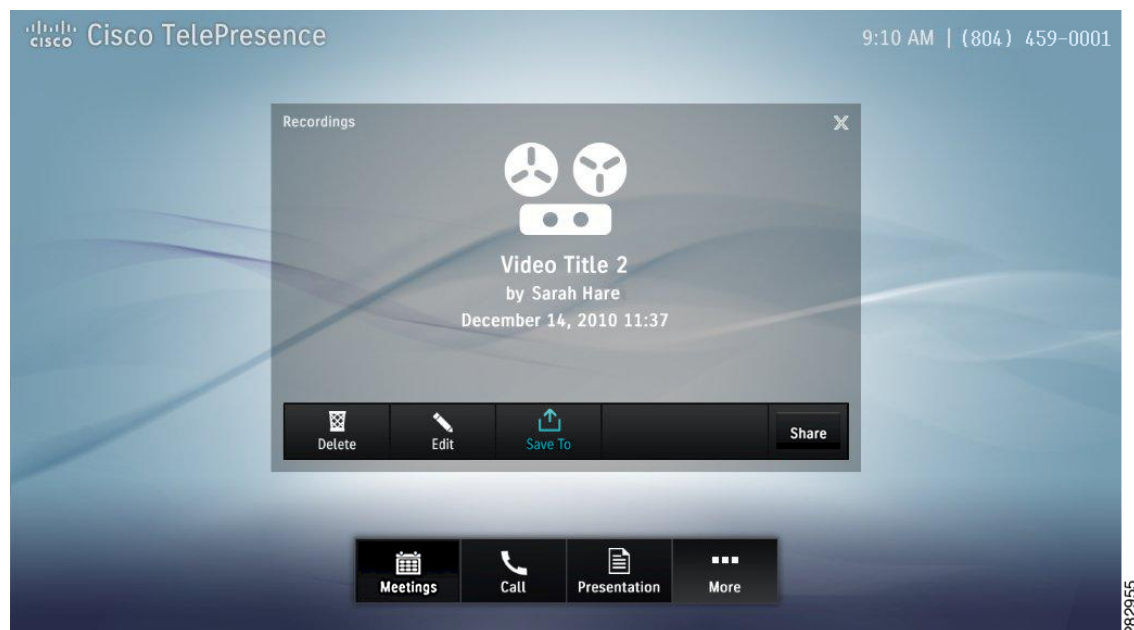 CISCO Cisco TelePresence
9:10 AM | (804) 459-0001
Recordings X
Video Title 2
by Sarah Hare
December 14, 2010 11:37
Delete Edit Save To Share
Meetings Call Presentation More
282955